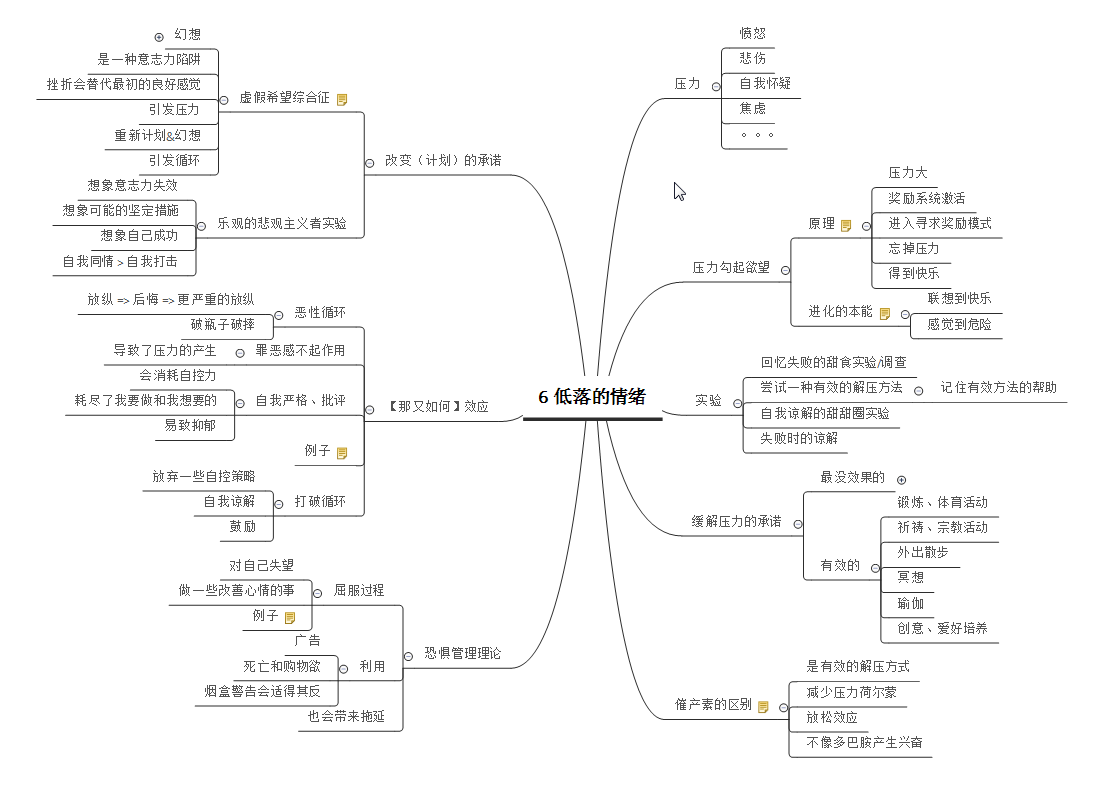 6 低落的情绪
压力
愤怒
悲伤
自我怀疑
焦虑
。。。
压力勾起欲望
原理
压力大
奖励系统激活
进入寻求奖励模式
忘掉压力
得到快乐
进化的本能
联想到快乐
感觉到危险
实验
回忆失败的甜食实验/调查
尝试一种有效的解压方法
记住有效方法的帮助
自我谅解的甜甜圈实验
失败时的谅解
缓解压力的承诺
最没效果的
有效的
锻炼、体育活动
祈祷、宗教活动
外出散步
冥想
瑜伽
创意、爱好培养
催产素的区别
是有效的解压方式
减少压力荷尔蒙
放松效应
不像多巴胺产生兴奋
改变（计划）的承诺
虚假希望综合征
幻想
是一种意志力陷阱
挫折会替代最初的良好感觉
引发压力
重新计划&幻想
引发循环
乐观的悲观主义者实验
想象意志力失效
想象可能的坚定措施
想象自己成功
自我同情 > 自我打击
【那又如何】效应
恶性循环
放纵 => 后悔 => 更严重的放纵
破瓶子破摔
罪恶感不起作用
导致了压力的产生
自我严格、批评
会消耗自控力
耗尽了我要做和我想要的
易致抑郁
例子
打破循环
放弃一些自控策略
自我谅解
鼓励
恐惧管理理论
屈服过程
对自己失望
做一些改善心情的事
例子
利用
广告
死亡和购物欲
烟盒警告会适得其反
也会带来拖延